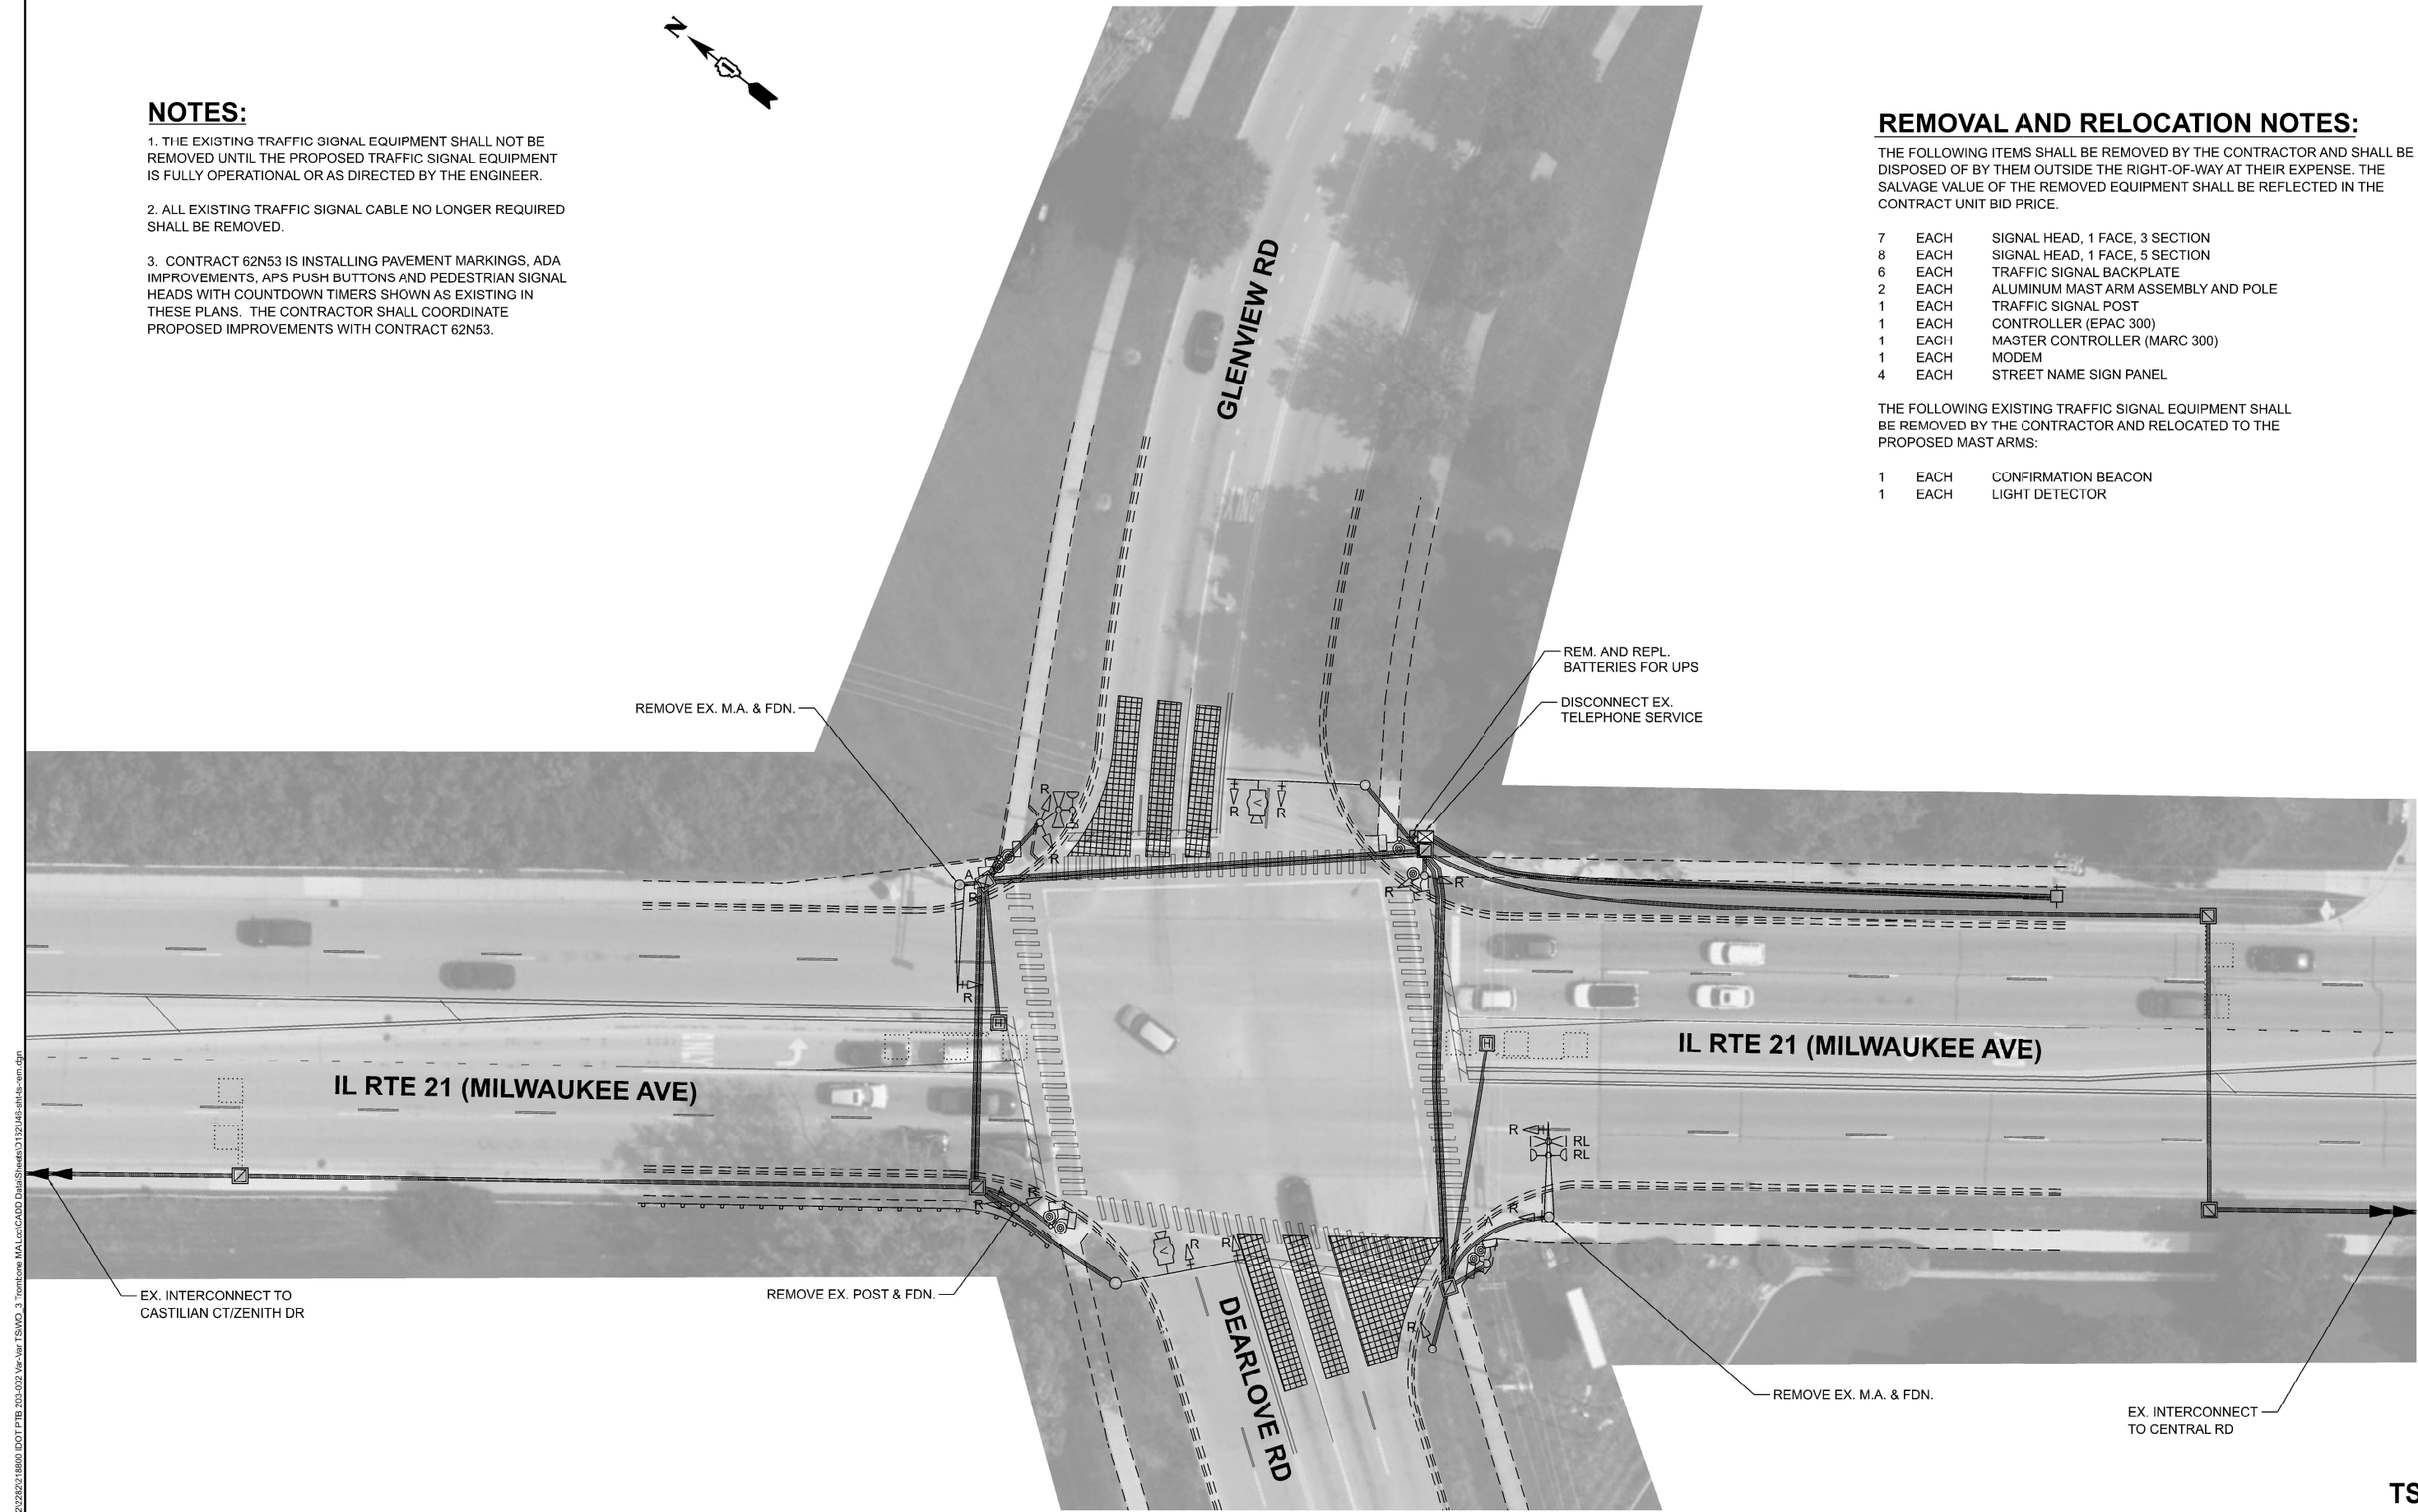 N
NOTES:
1. THE EXISTING TRAFFIC SIGNAL EQUIPMENT SHALL NOT BE
REMOVED UNTIL THE PROPOSED TRAFFIC SIGNAL EQUIPMENT
IS FULLY OPERATIONAL OR AS DIRECTED BY THE ENGINEER.
2. ALL EXISTING TRAFFIC SIGNAL CABLE NO LONGER REQUIRED
SHALL BE REMOVED.
3. CONTRACT 62N53 IS INSTALLING PAVEMENT MARKINGS, ADA
IMPROVEMENTS, APS PUSH BUTTONS AND PEDESTRIAN SIGNAL
HEADS WITH COUNTDOWN TIMERS SHOWN AS EXISTING IN
THESE PLANS. THE CONTRACTOR SHALL COORDINATE
PROPOSED IMPROVEMENTS WITH CONTRACT 62N53.
REMOVAL AND RELOCATION NOTES:
THE FOLLOWING ITEMS SHALL BE REMOVED BY THE CONTRACTOR AND SHALL BE
DISPOSED OF BY THEM OUTSIDE THE RIGHT-OF-WAY AT THEIR EXPENSE. THE
SALVAGE VALUE OF THE REMOVED EQUIPMENT SHALL BE REFLECTED IN THE
CONTRACT UNIT BID PRICE.
7 EACH SIGNAL HEAD, 1 FACE, 3 SECTION
8 EACH SIGNAL HEAD, 1 FACE, 5 SECTION
6 EACH TRAFFIC SIGNAL BACKPLATE
2 EACH ALUMINUM MAST ARM ASSEMBLY AND POLE
1 EACH TRAFFIC SIGNAL POST
1 EACH CONTROLLER (EPAC 300)
1 EACH MASTER CONTROLLER (MARC 300)
1 EACH MODEM
4 EACH STREET NAME SIGN PANEL
THE FOLLOWING EXISTING TRAFFIC SIGNAL EQUIPMENT SHALL
BE REMOVED BY THE CONTRACTOR AND RELOCATED TO THE
PROPOSED MAST ARMS:
1 EACH CONFIRMATION BEACON
1 EACH LIGHT DETECTOR
GLENVIEW RD
REM. AND REPL.
BATTERIES FOR UPS
DISCONNECT EX.
TELEPHONE SERVICE
REMOVE EX. M.A. & FDN.
R
R
V
R
R
A
R
R
R
R
H
H
IL RTE 21 (MILWAUKEE AVE)
IL RTE 21 (MILWAUKEE AVE)
ONLY
R
RL
RL
A
R
R
A
R
V
R
R
R
EX. INTERCONNECT TO
CASTILIAN CT/ZENITH DR
REMOVE EX. POST & FDN.
DEARLOVE RD
REMOVE EX. M.A. & FDN.
EX. INTERCONNECT
TO CENTRAL RD
TS